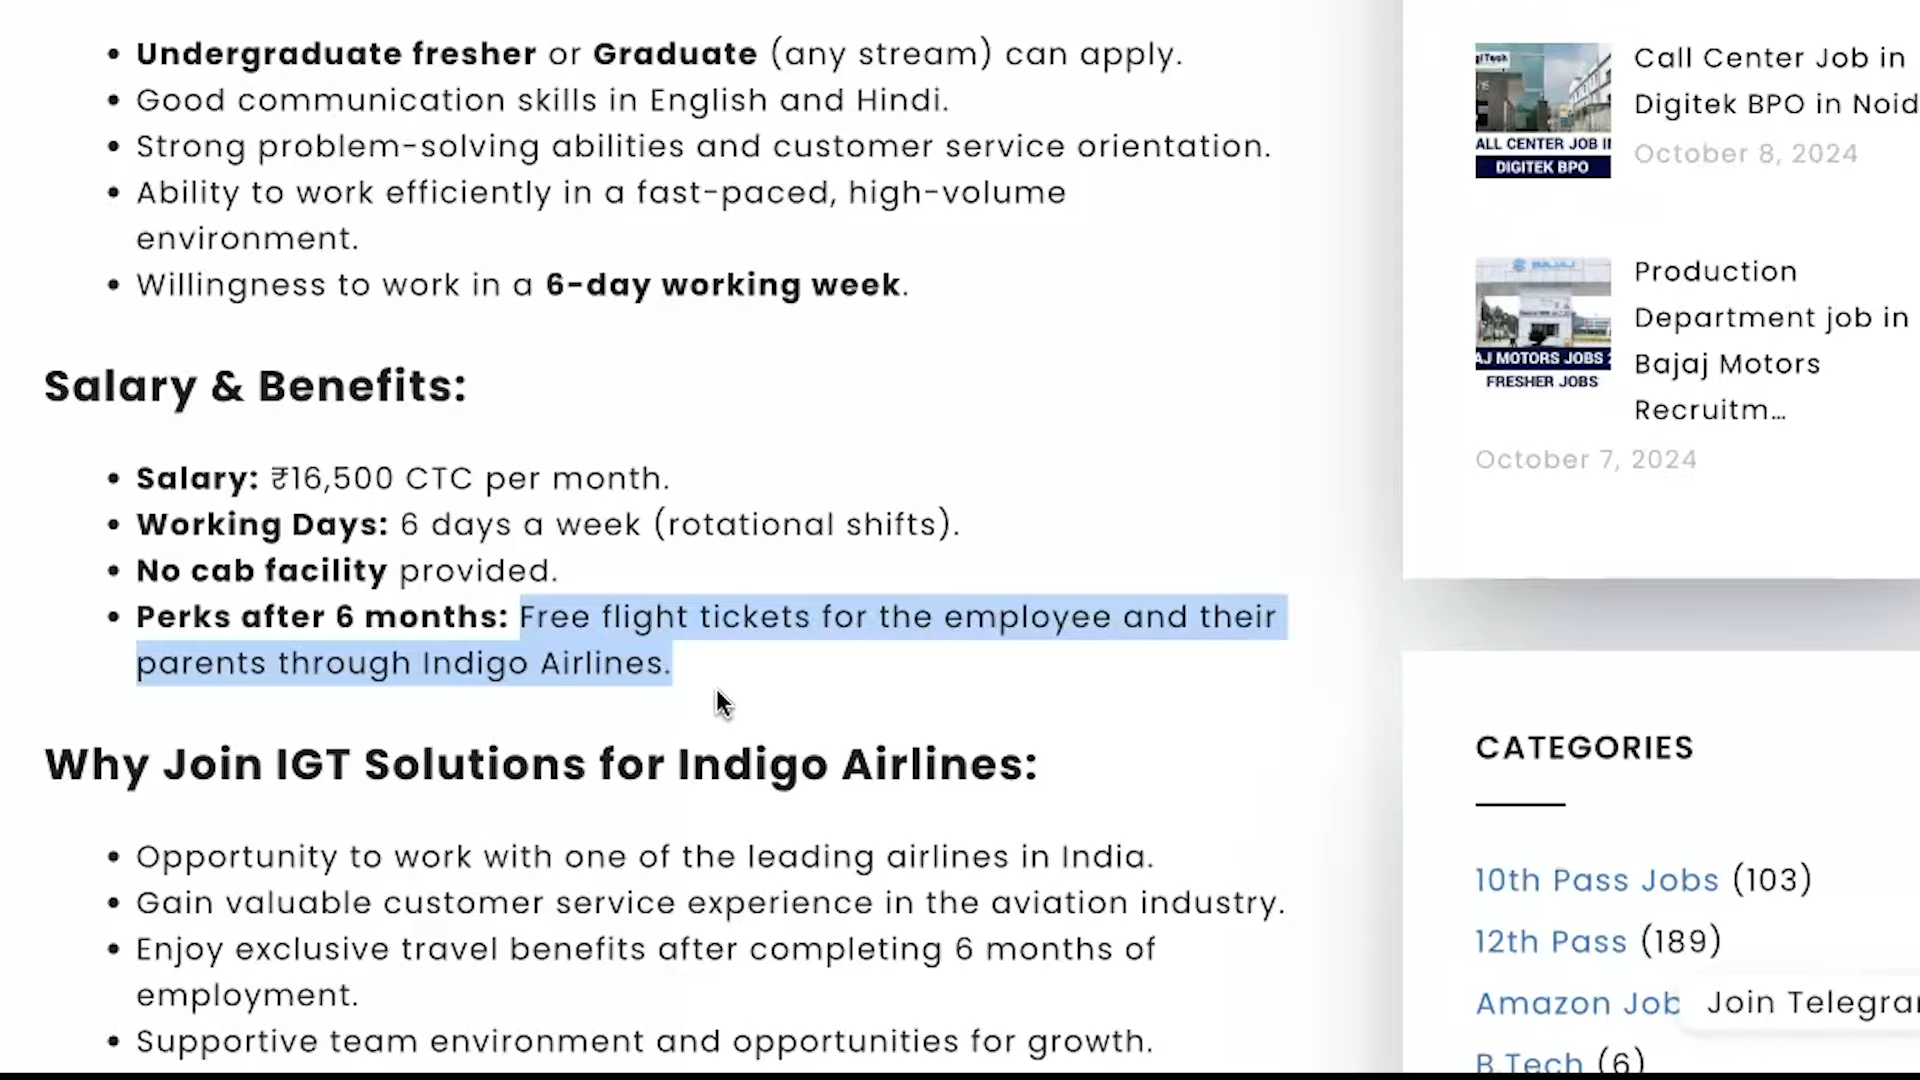 Undergraduate fresher or Graduate (any stream) can apply.
Good communication skills in English and Hindi.
Strong problem-solving abilities and customer service orientation.
Ability to work efficiently in a fast-paced, high-volume
environment.
Willingness to work in a 6-day working week.
Salary & Benefits:
Salary: ₹16,500 CTC per month.
Working Days: 6 days a week (rotational shifts).
No cab facility provided.
Perks after 6 months: Free flight tickets for the employee and their
parents through Indigo Airlines.
Why Join IGT Solutions for Indigo Airlines:
Opportunity to work with one of the leading airlines in India.
Gain valuable customer service experience in the aviation industry.
Enjoy exclusive travel benefits after completing 6 months of
employment.
Supportive team environment and opportunities for growth.
ALL CENTER JOB I
DIGITEK BPO
Call Center Job in
Digitek BPO in Noid
October 8, 2024
BAJAJ
AJ MOTORS JOBS
FRESHER JOBS
Production
Department job in
Bajaj Motors
Recruitm…
October 7, 2024
CATEGORIES
10th Pass Jobs (103)
12th Pass (189)
Amazon Job
Join Telegra
B.Tech (6)